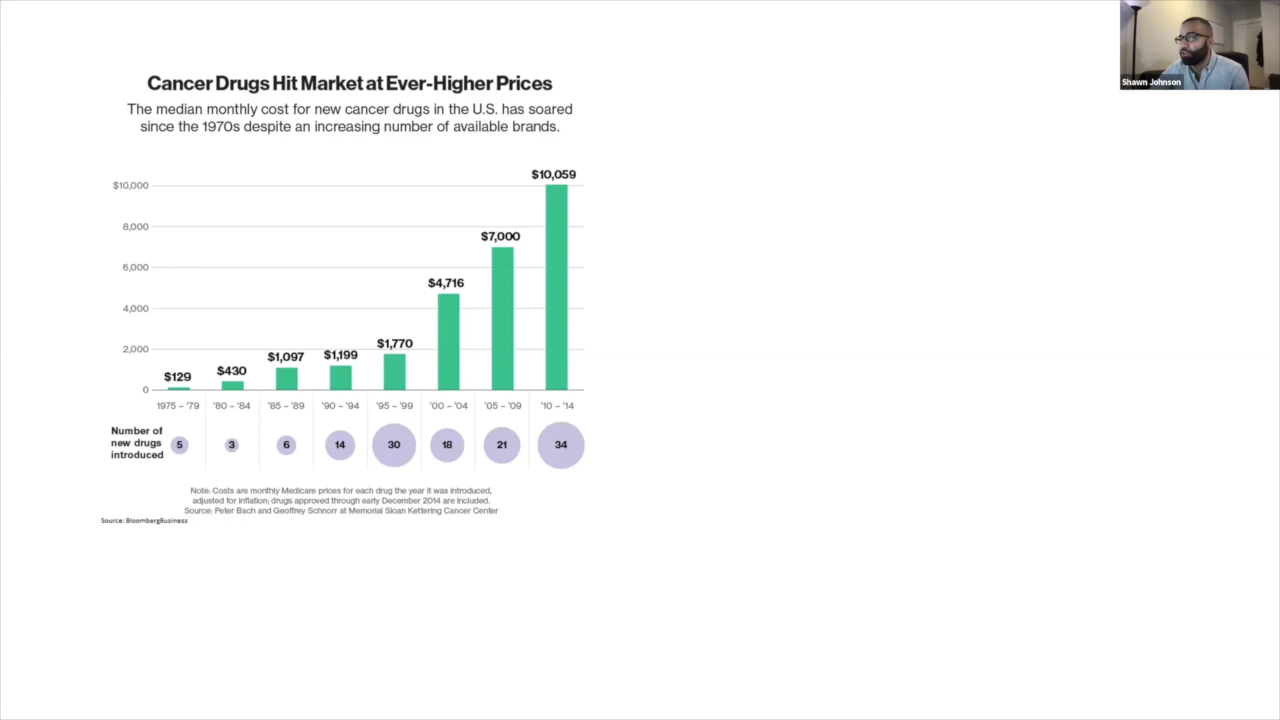 Shawn Johnson
Cancer Drugs Hit Market at Ever-Higher Prices
The median monthly cost for new cancer drugs in the U.S. has soared
since the 1970s despite an increasing number of available brands.
$10,059
$10,000
$7,000
8,000
6,000
$4,716
4,000
$1,770
2,000
$1,199
$1,097
$430
$129
0
1975 – '79 '80 – '84 '85 – '89 '90 – '94 '95 – '99 '00 – '04 '05 – '09 '10 – '14
Number of
new drugs
introduced
5 3 6 14 30 18 21 34
Note: Costs are monthly Medicare prices for each drug the year it was introduced,
adjusted for inflation; drugs approved through early December 2014 are included.
Source: Peter Bach and Geoffrey Schnorr at Memorial Sloan Kettering Cancer Center
Source: BloombergBusiness